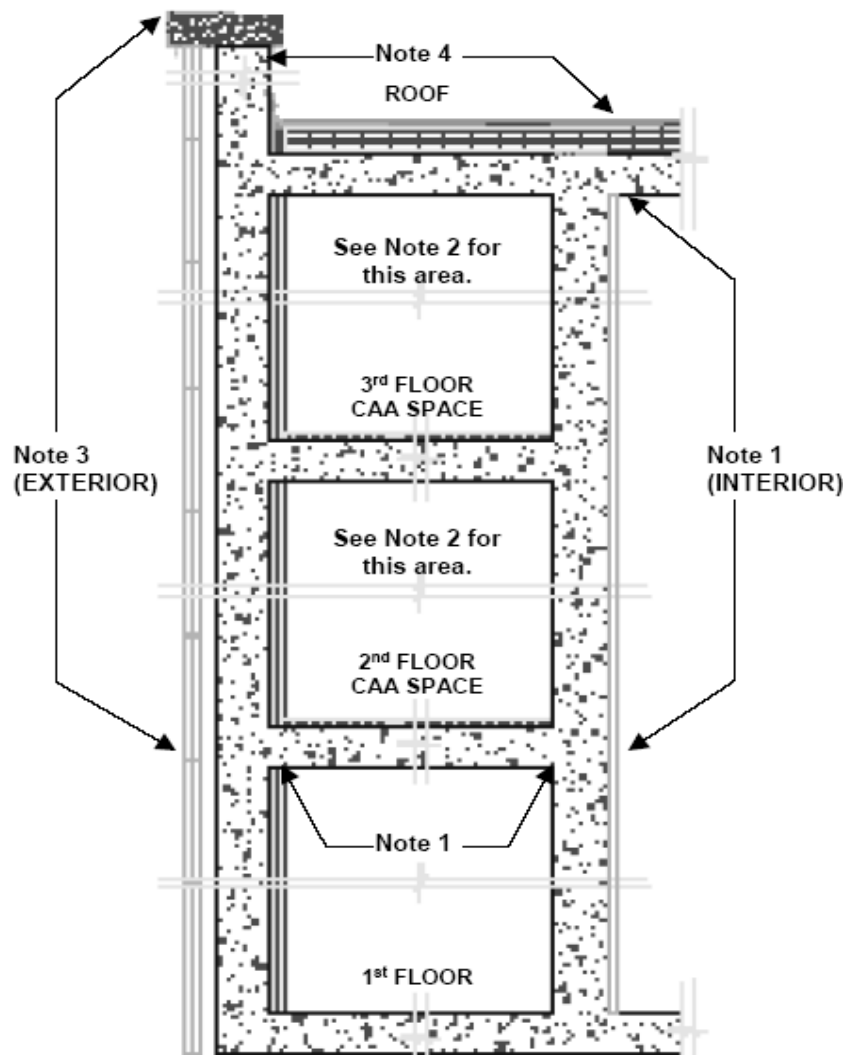 Note 4
ROOF
See Note 2 for
this area.
3rd FLOOR
CAA SPACE
Note 3
(EXTERIOR)
Note 1
(INTERIOR)
See Note 2 for
this area.
2nd FLOOR
CAA SPACE
Note 1
1st FLOOR